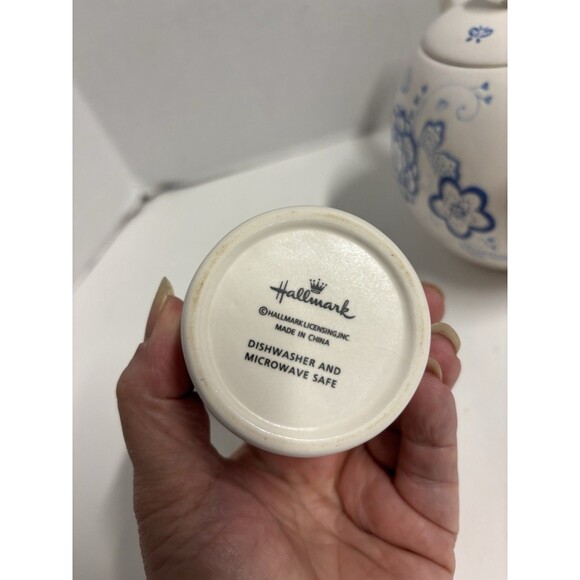 Hallmark
©HALLMARK LICENSING, INC.
MADE IN CHINA
DISHWASHER AND
MICROWAVE SAFE